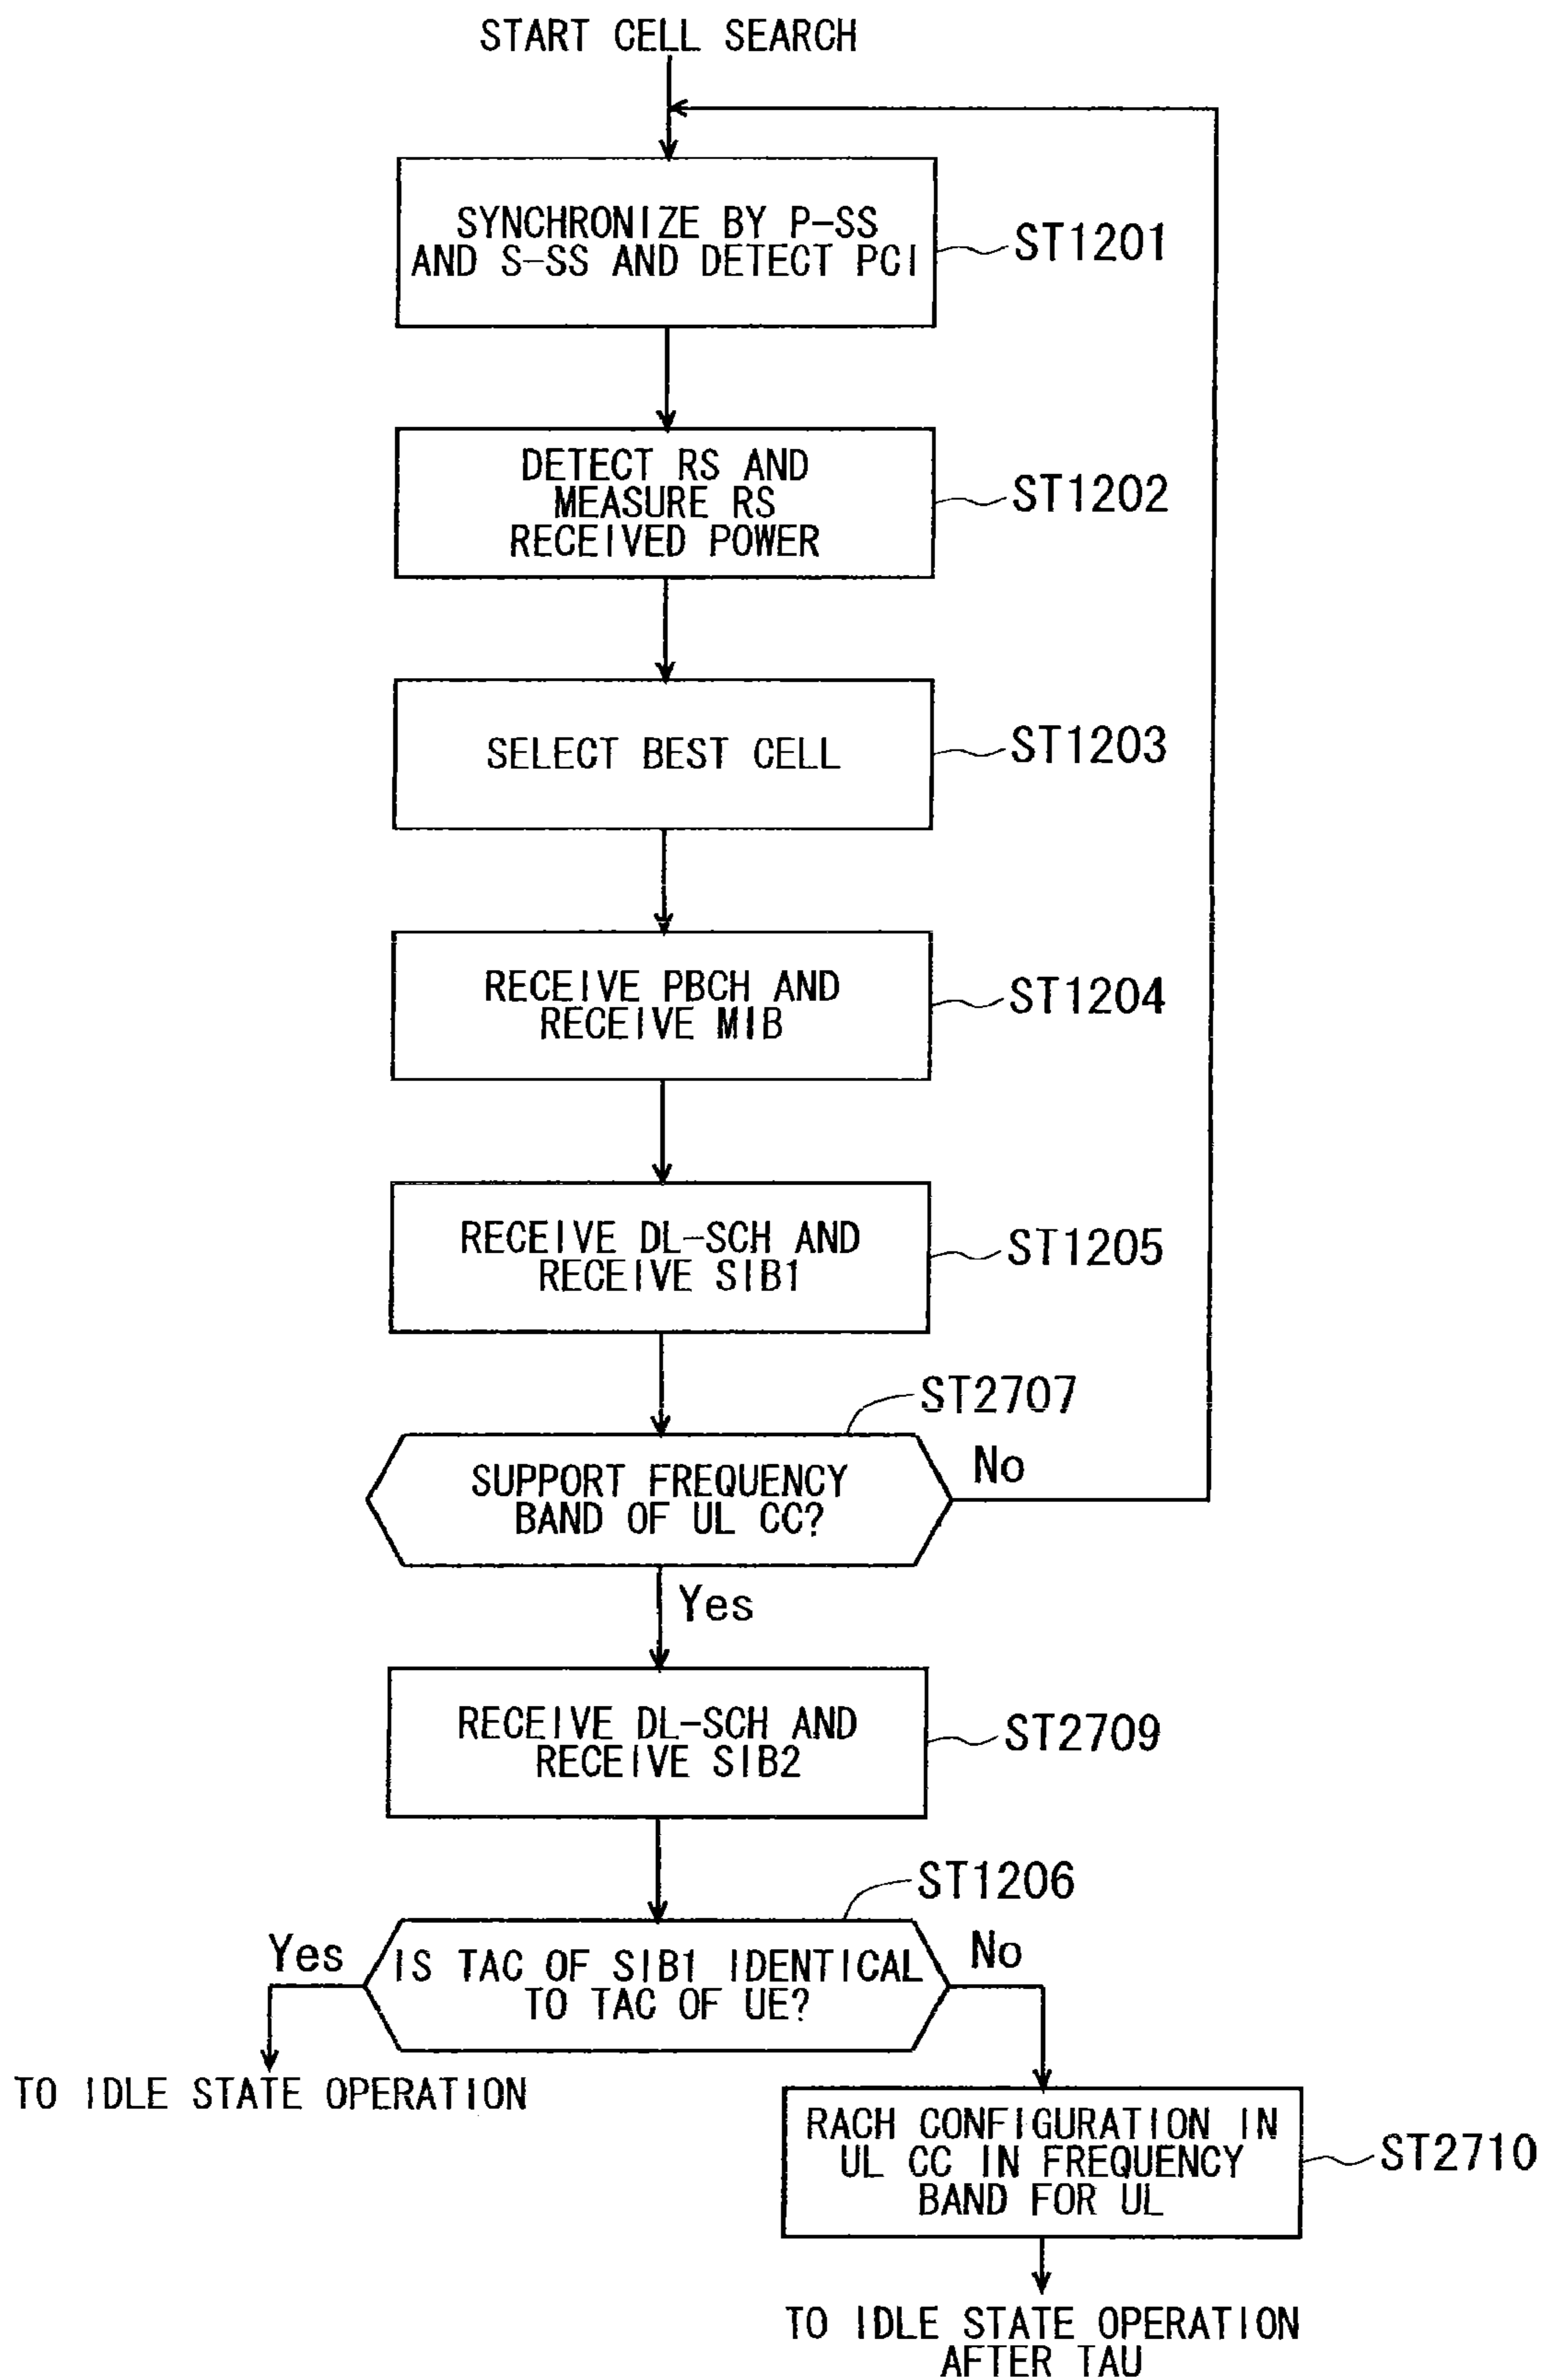 START CELL SEARCH
SYNCHRONIZE BY P-SS
AND S-SS AND DETECT PCI
ST1201
DETECT RS AND
MEASURE RS
RECEIVED POWER
ST1202
SELECT BEST CELL
ST1203
RECEIVE PBCH AND
RECEIVE MIB
ST1204
RECEIVE DL-SCH AND
RECEIVE SIB1
ST1205
ST2707
SUPPORT FREQUENCY
BAND OF UL CC?
No
Yes
RECEIVE DL-SCH AND
RECEIVE SIB2
ST2709
ST1206
Yes
IS TAC OF SIB1 IDENTICAL
TO TAC OF UE?
No
TO IDLE STATE OPERATION
RACH CONFIGURATION IN
UL CC IN FREQUENCY
BAND FOR UL
ST2710
TO IDLE STATE OPERATION
AFTER TAU